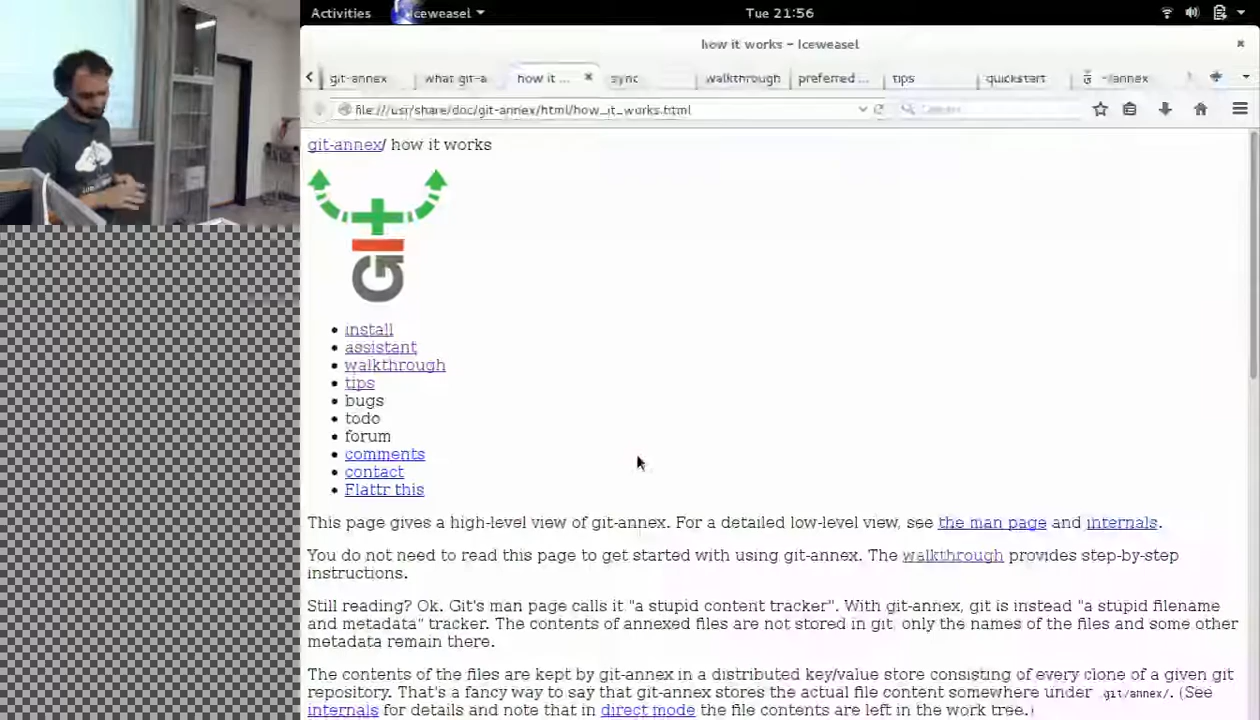 Activities Iceweasel Tue 21:56
how it works - Iceweasel
git-annex what git-a how it ... sync walkthrough preferred ... tips quickstart ~/annex
file:///usr/share/doc/git-annex/html/how_it_works.html
git-annex/ how it works
git
install
assistant
walkthrough
tips
bugs
todo
forum
comments
contact
Flattr this
This page gives a high-level view of git-annex. For a detailed low-level view, see the man page and internals.
You do not need to read this page to get started with using git-annex. The walkthrough provides step-by-step
instructions.
Still reading? Ok. Git's man page calls it "a stupid content tracker". With git-annex, git is instead "a stupid filename
and metadata" tracker. The contents of annexed files are not stored in git, only the names of the files and some other
metadata remain there.
The contents of the files are kept by git-annex in a distributed key/value store consisting of every clone of a given git
repository. That's a fancy way to say that git-annex stores the actual file content somewhere under .git/annex/. (See
internals for details and note that in direct mode the file contents are left in the work tree.)